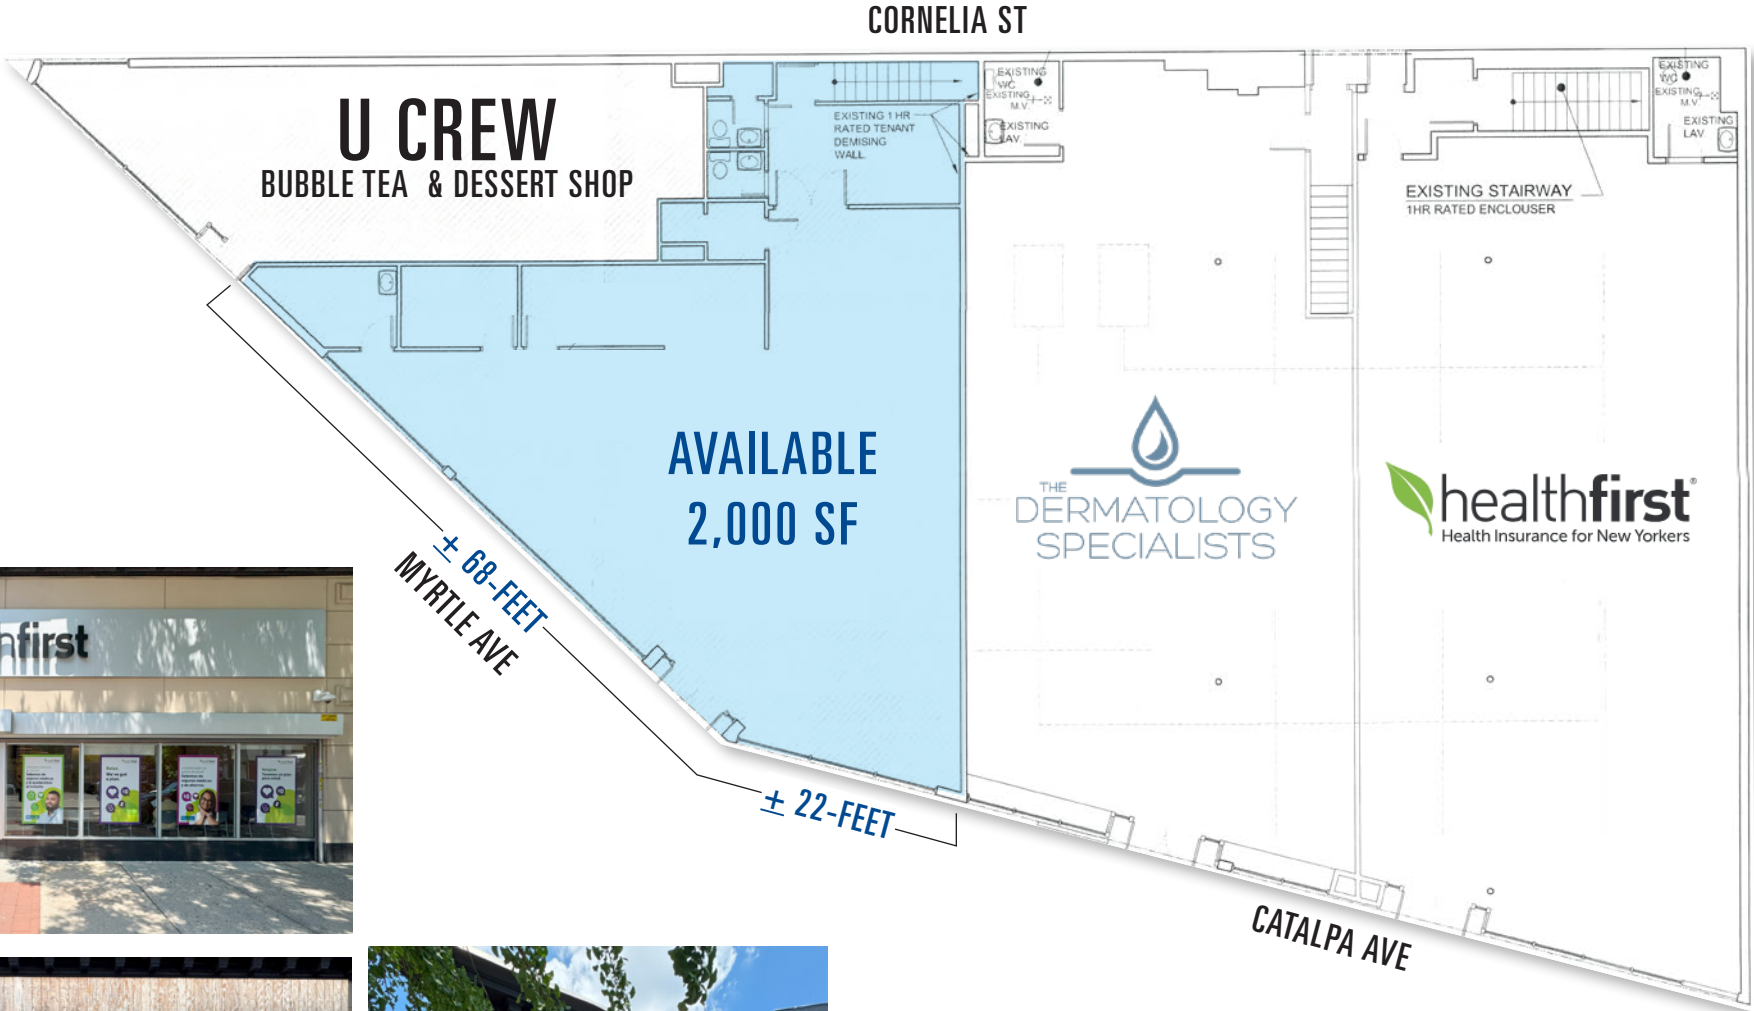 CORNELIA ST
U CREW
BUBBLE TEA & DESSERT SHOP
EXISTING 1 HR
RATED TENANT
DEMISING
WALL
EXISTING
WC
EXISTING
M.V.
EXISTING
LAV.
EXISTING
WC
EXISTING
M.V.
EXISTING
LAV
EXISTING STAIRWAY
1HR RATED ENCLOUSER
AVAILABLE
2,000 SF
THE
DERMATOLOGY
SPECIALISTS
healthfirst®
Health Insurance for New Yorkers
± 68-FEET
MYRTLE AVE
± 22-FEET
CATALPA AVE
hfirst